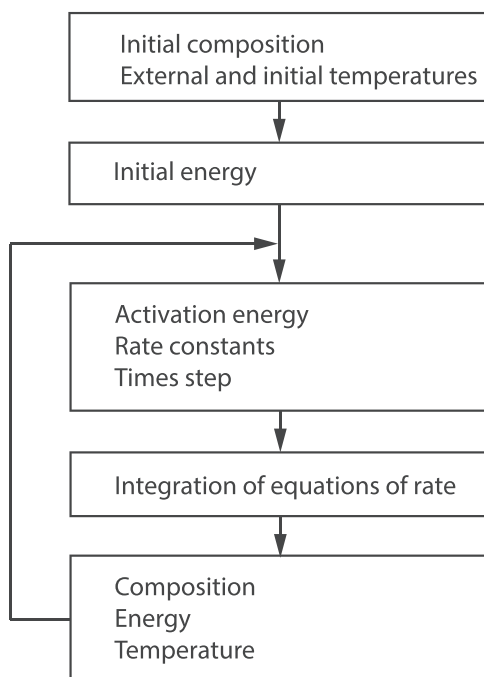 Initial composition
External and initial temperatures
Initial energy
Activation energy
Rate constants
Times step
Integration of equations of rate
Composition
Energy
Temperature